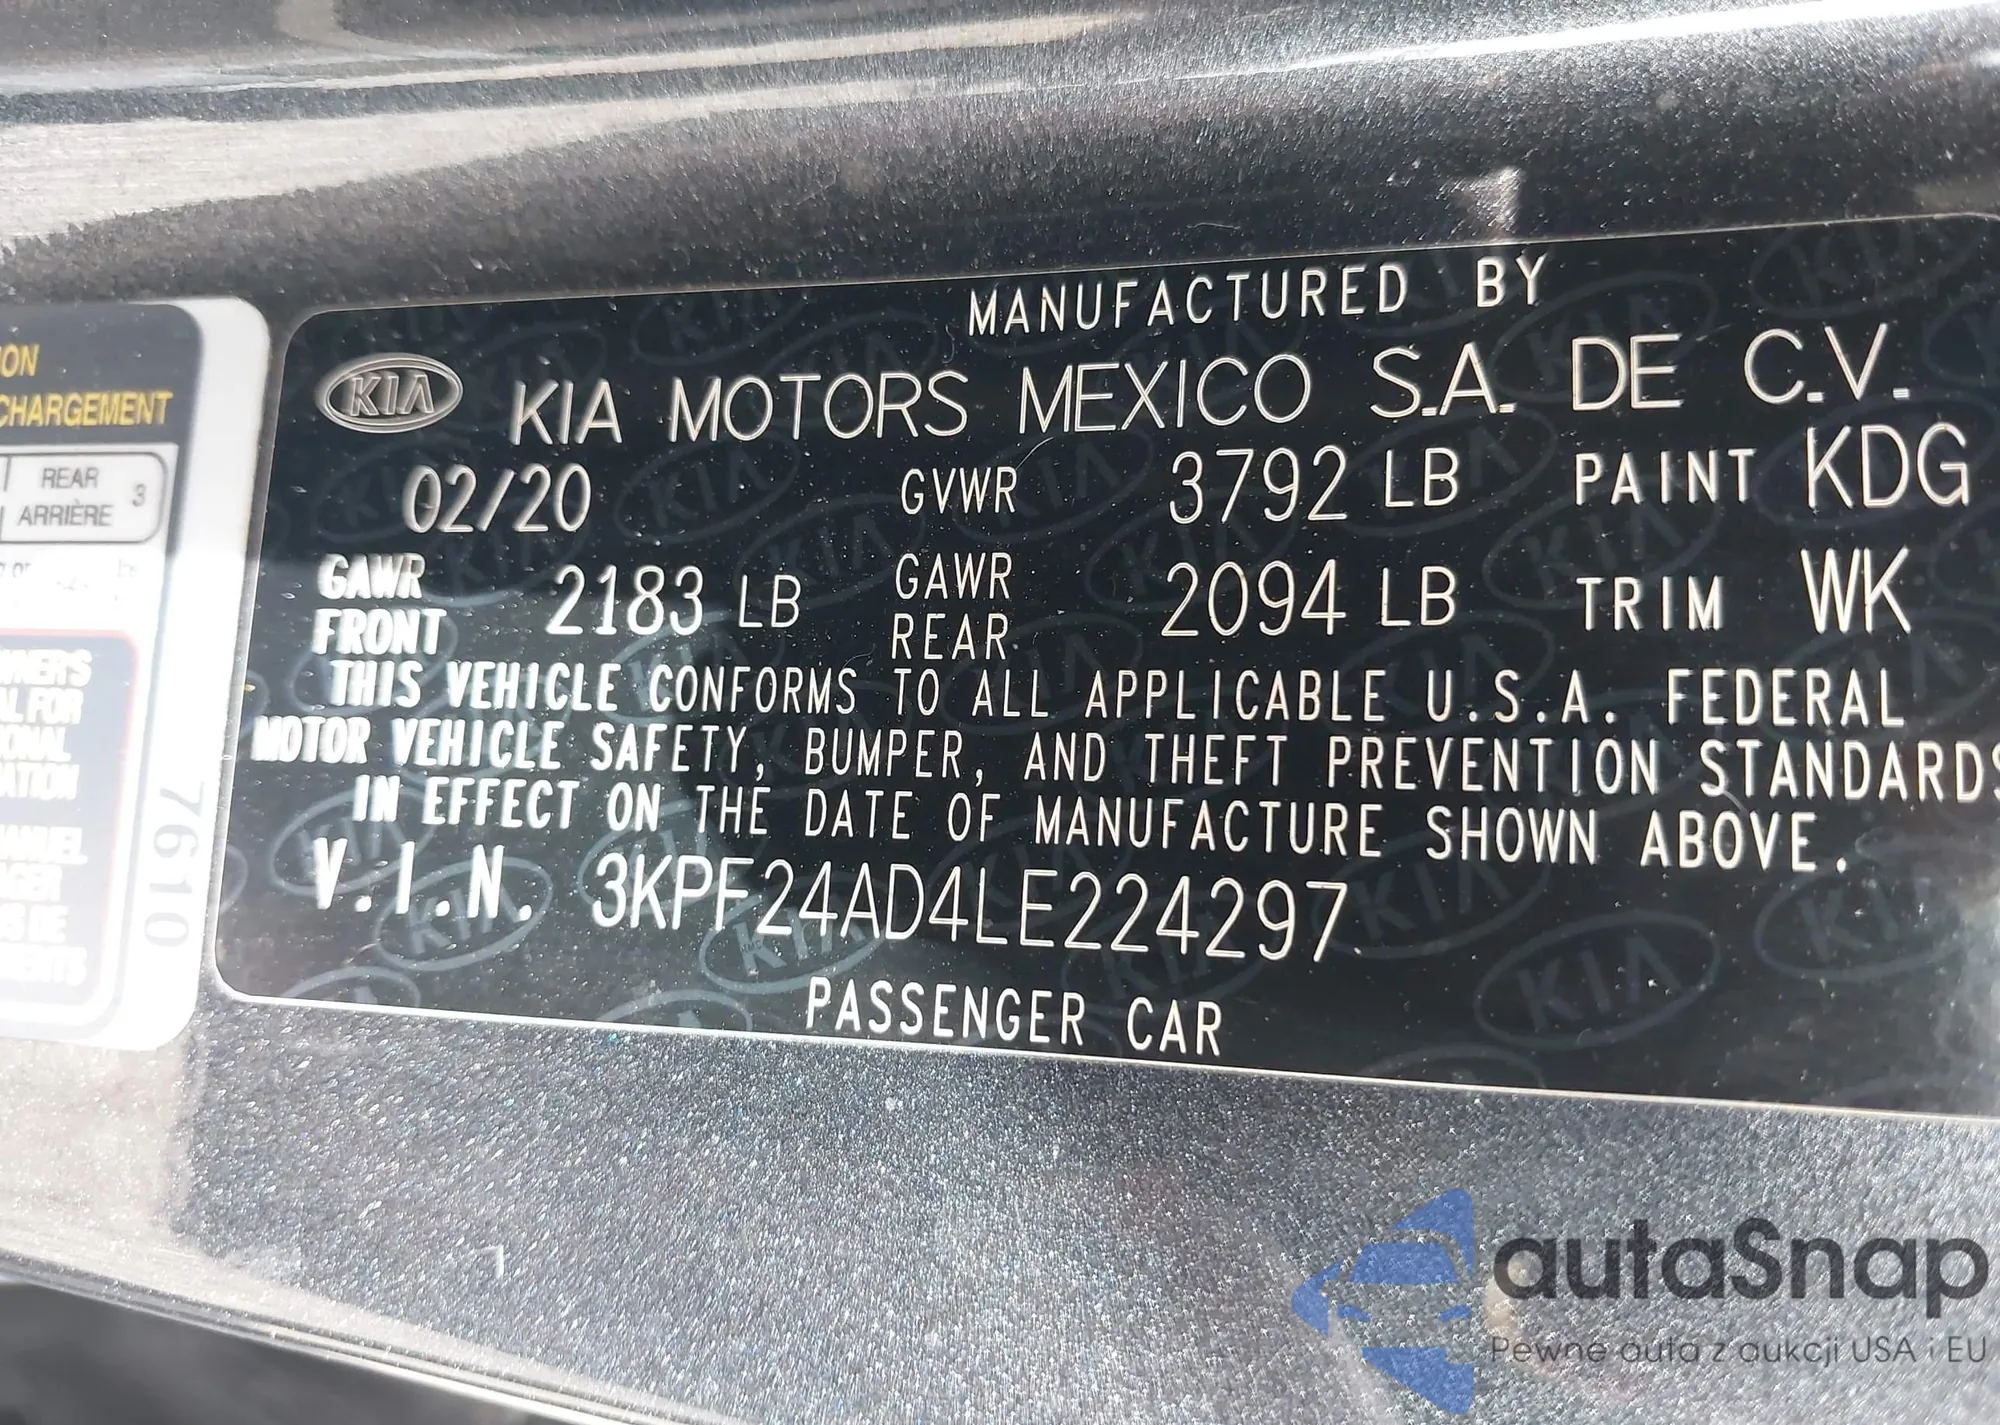 MANUFACTURED BY
KIA KIA MOTORS MEXICO S.A. DE C.V.
02/20 GVWR 3792 LB PAINT KDG
GAWR FRONT 2183 LB GAWR REAR 2094 LB TRIM WK
THIS VEHICLE CONFORMS TO ALL APPLICABLE U.S.A. FEDERAL
MOTOR VEHICLE SAFETY, BUMPER, AND THEFT PREVENTION STANDARDS
IN EFFECT ON THE DATE OF MANUFACTURE SHOWN ABOVE.
V.I.N. 3KPF24AD4LE224297
PASSENGER CAR
CHARGEMENT
REAR
ARRIÈRE 3
7610
autaSnap
Pewne auta z aukcji USA i EU